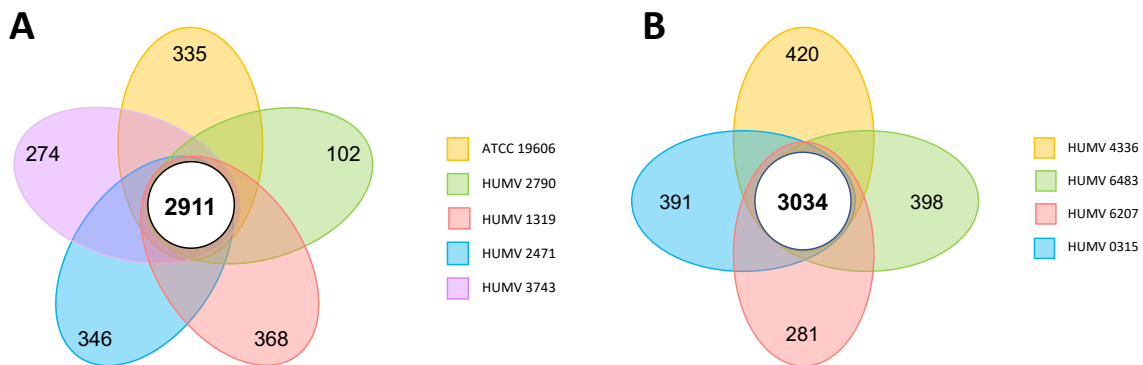 A
335
274
102
2911
346
368
ATCC 19606
HUMV 2790
HUMV 1319
HUMV 2471
HUMV 3743
B
420
391
3034
398
281
HUMV 4336
HUMV 6483
HUMV 6207
HUMV 0315